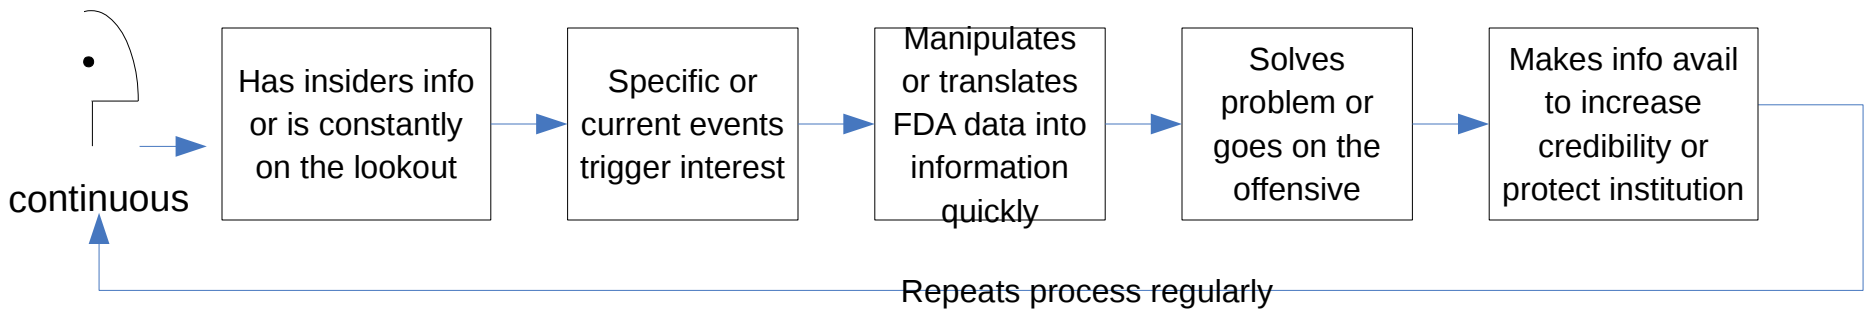 continuous
Has insiders info
or is constantly
on the lookout
Specific or
current events
trigger interest
Manipulates
or translates
FDA data into
information
quickly
Solves
problem or
goes on the
offensive
Makes info avail
to increase
credibility or
protect institution
Repeats process regularly